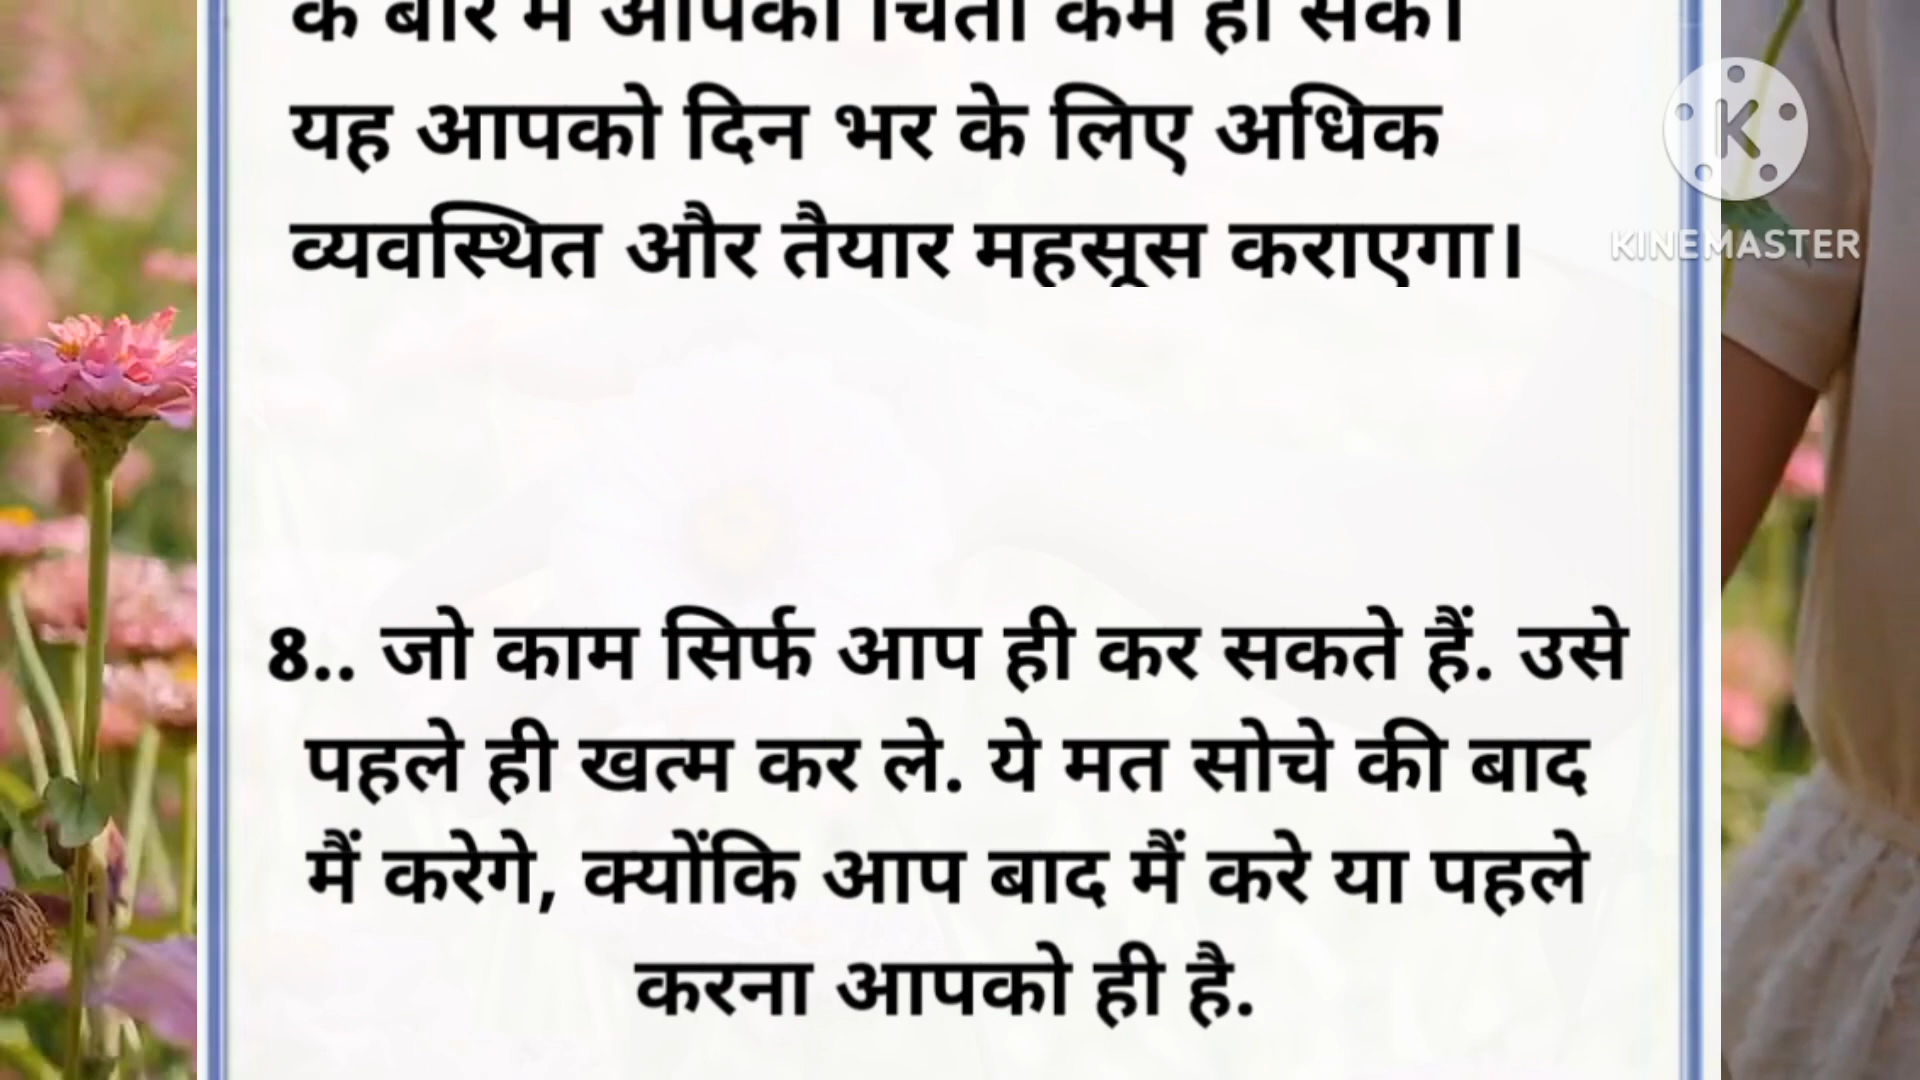 के बारे में आपकी चिंता कम हो सके।
यह आपको दिन भर के लिए अधिक
व्यवस्थित और तैयार महसूस कराएगा।
KINEMASTER
8.. जो काम सिर्फ आप ही कर सकते हैं. उसे
पहले ही खत्म कर ले. ये मत सोचे की बाद
मैं करेगे, क्योंकि आप बाद मैं करे या पहले
करना आपको ही है.